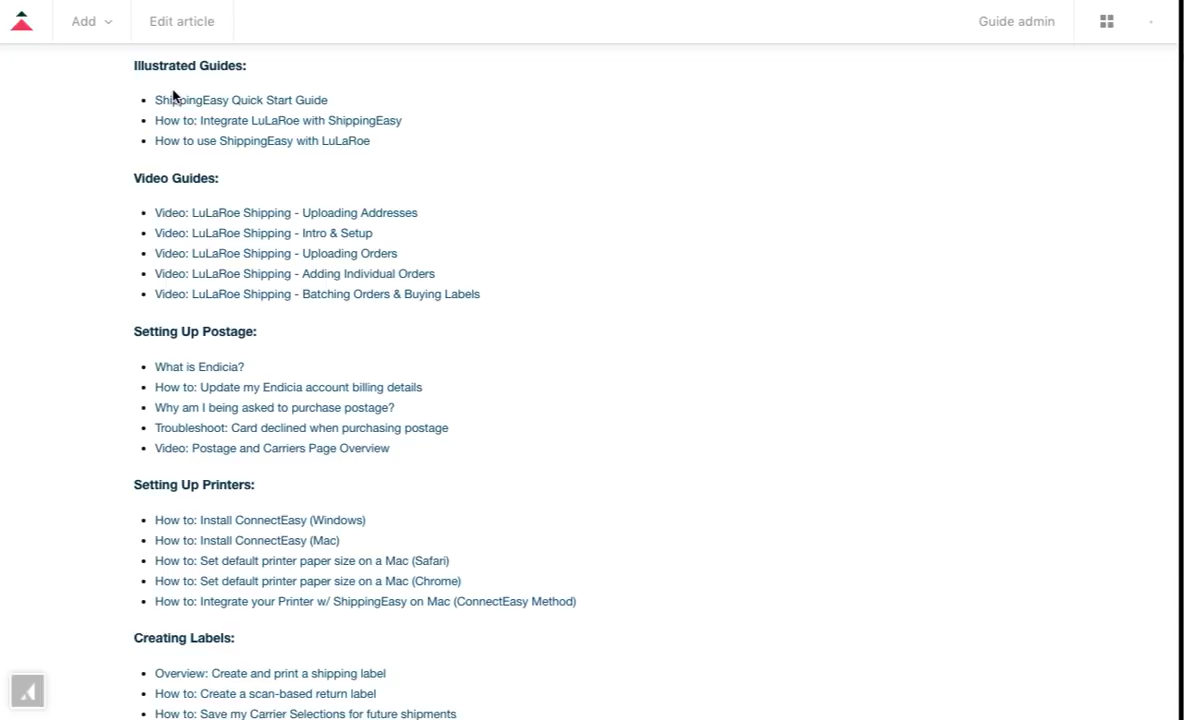 Add
Edit article
Guide admin
Illustrated Guides:
ShippingEasy Quick Start Guide
How to: Integrate LuLaRoe with ShippingEasy
How to use ShippingEasy with LuLaRoe
Video Guides:
Video: LuLaRoe Shipping - Uploading Addresses
Video: LuLaRoe Shipping - Intro & Setup
Video: LuLaRoe Shipping - Uploading Orders
Video: LuLaRoe Shipping - Adding Individual Orders
Video: LuLaRoe Shipping - Batching Orders & Buying Labels
Setting Up Postage:
What is Endicia?
How to: Update my Endicia account billing details
Why am I being asked to purchase postage?
Troubleshoot: Card declined when purchasing postage
Video: Postage and Carriers Page Overview
Setting Up Printers:
How to: Install ConnectEasy (Windows)
How to: Install ConnectEasy (Mac)
How to: Set default printer paper size on a Mac (Safari)
How to: Set default printer paper size on a Mac (Chrome)
How to: Integrate your Printer w/ ShippingEasy on Mac (ConnectEasy Method)
Creating Labels:
Overview: Create and print a shipping label
How to: Create a scan-based return label
How to: Save my Carrier Selections for future shipments